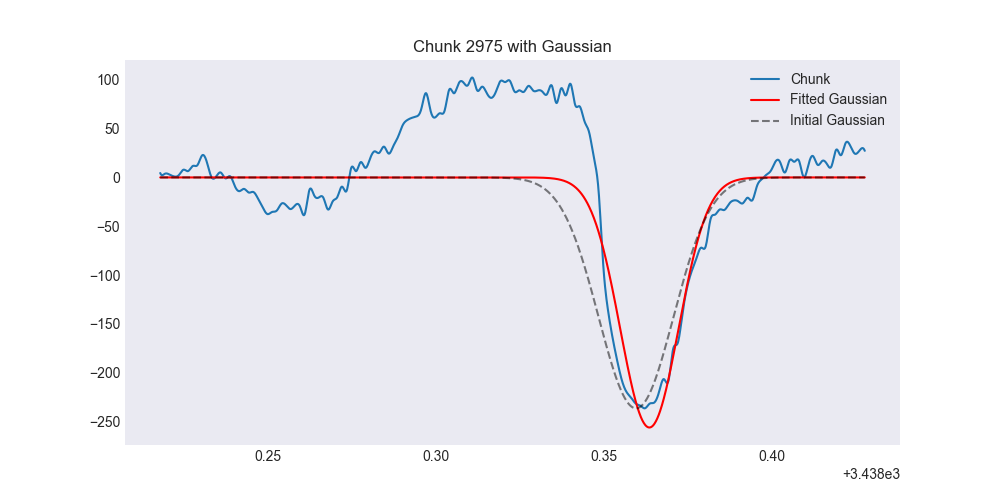 Chunk 2975 with Gaussian
Chunk
Fitted Gaussian
Initial Gaussian
100
50
0
−50
−100
−150
−200
−250
0.25 0.30 0.35 0.40
+3.438e3